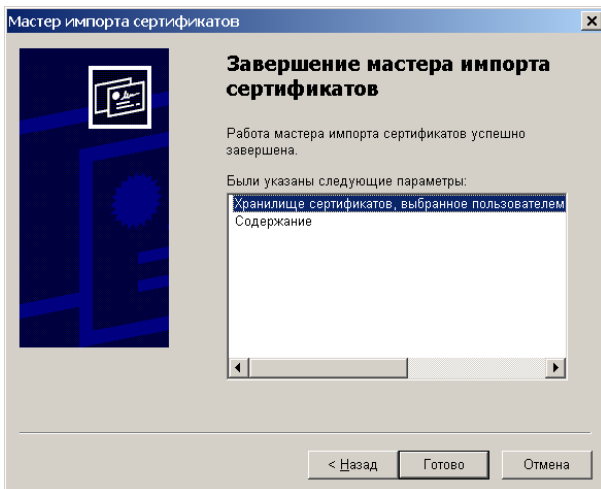 Мастер импорта сертификатов
Завершение мастера импорта
сертификатов
Работа мастера импорта сертификатов успешно
завершена.
Были указаны следующие параметры:
Хранилище сертификатов, выбранное пользователем
Содержание
< Назад
Готово
Отмена